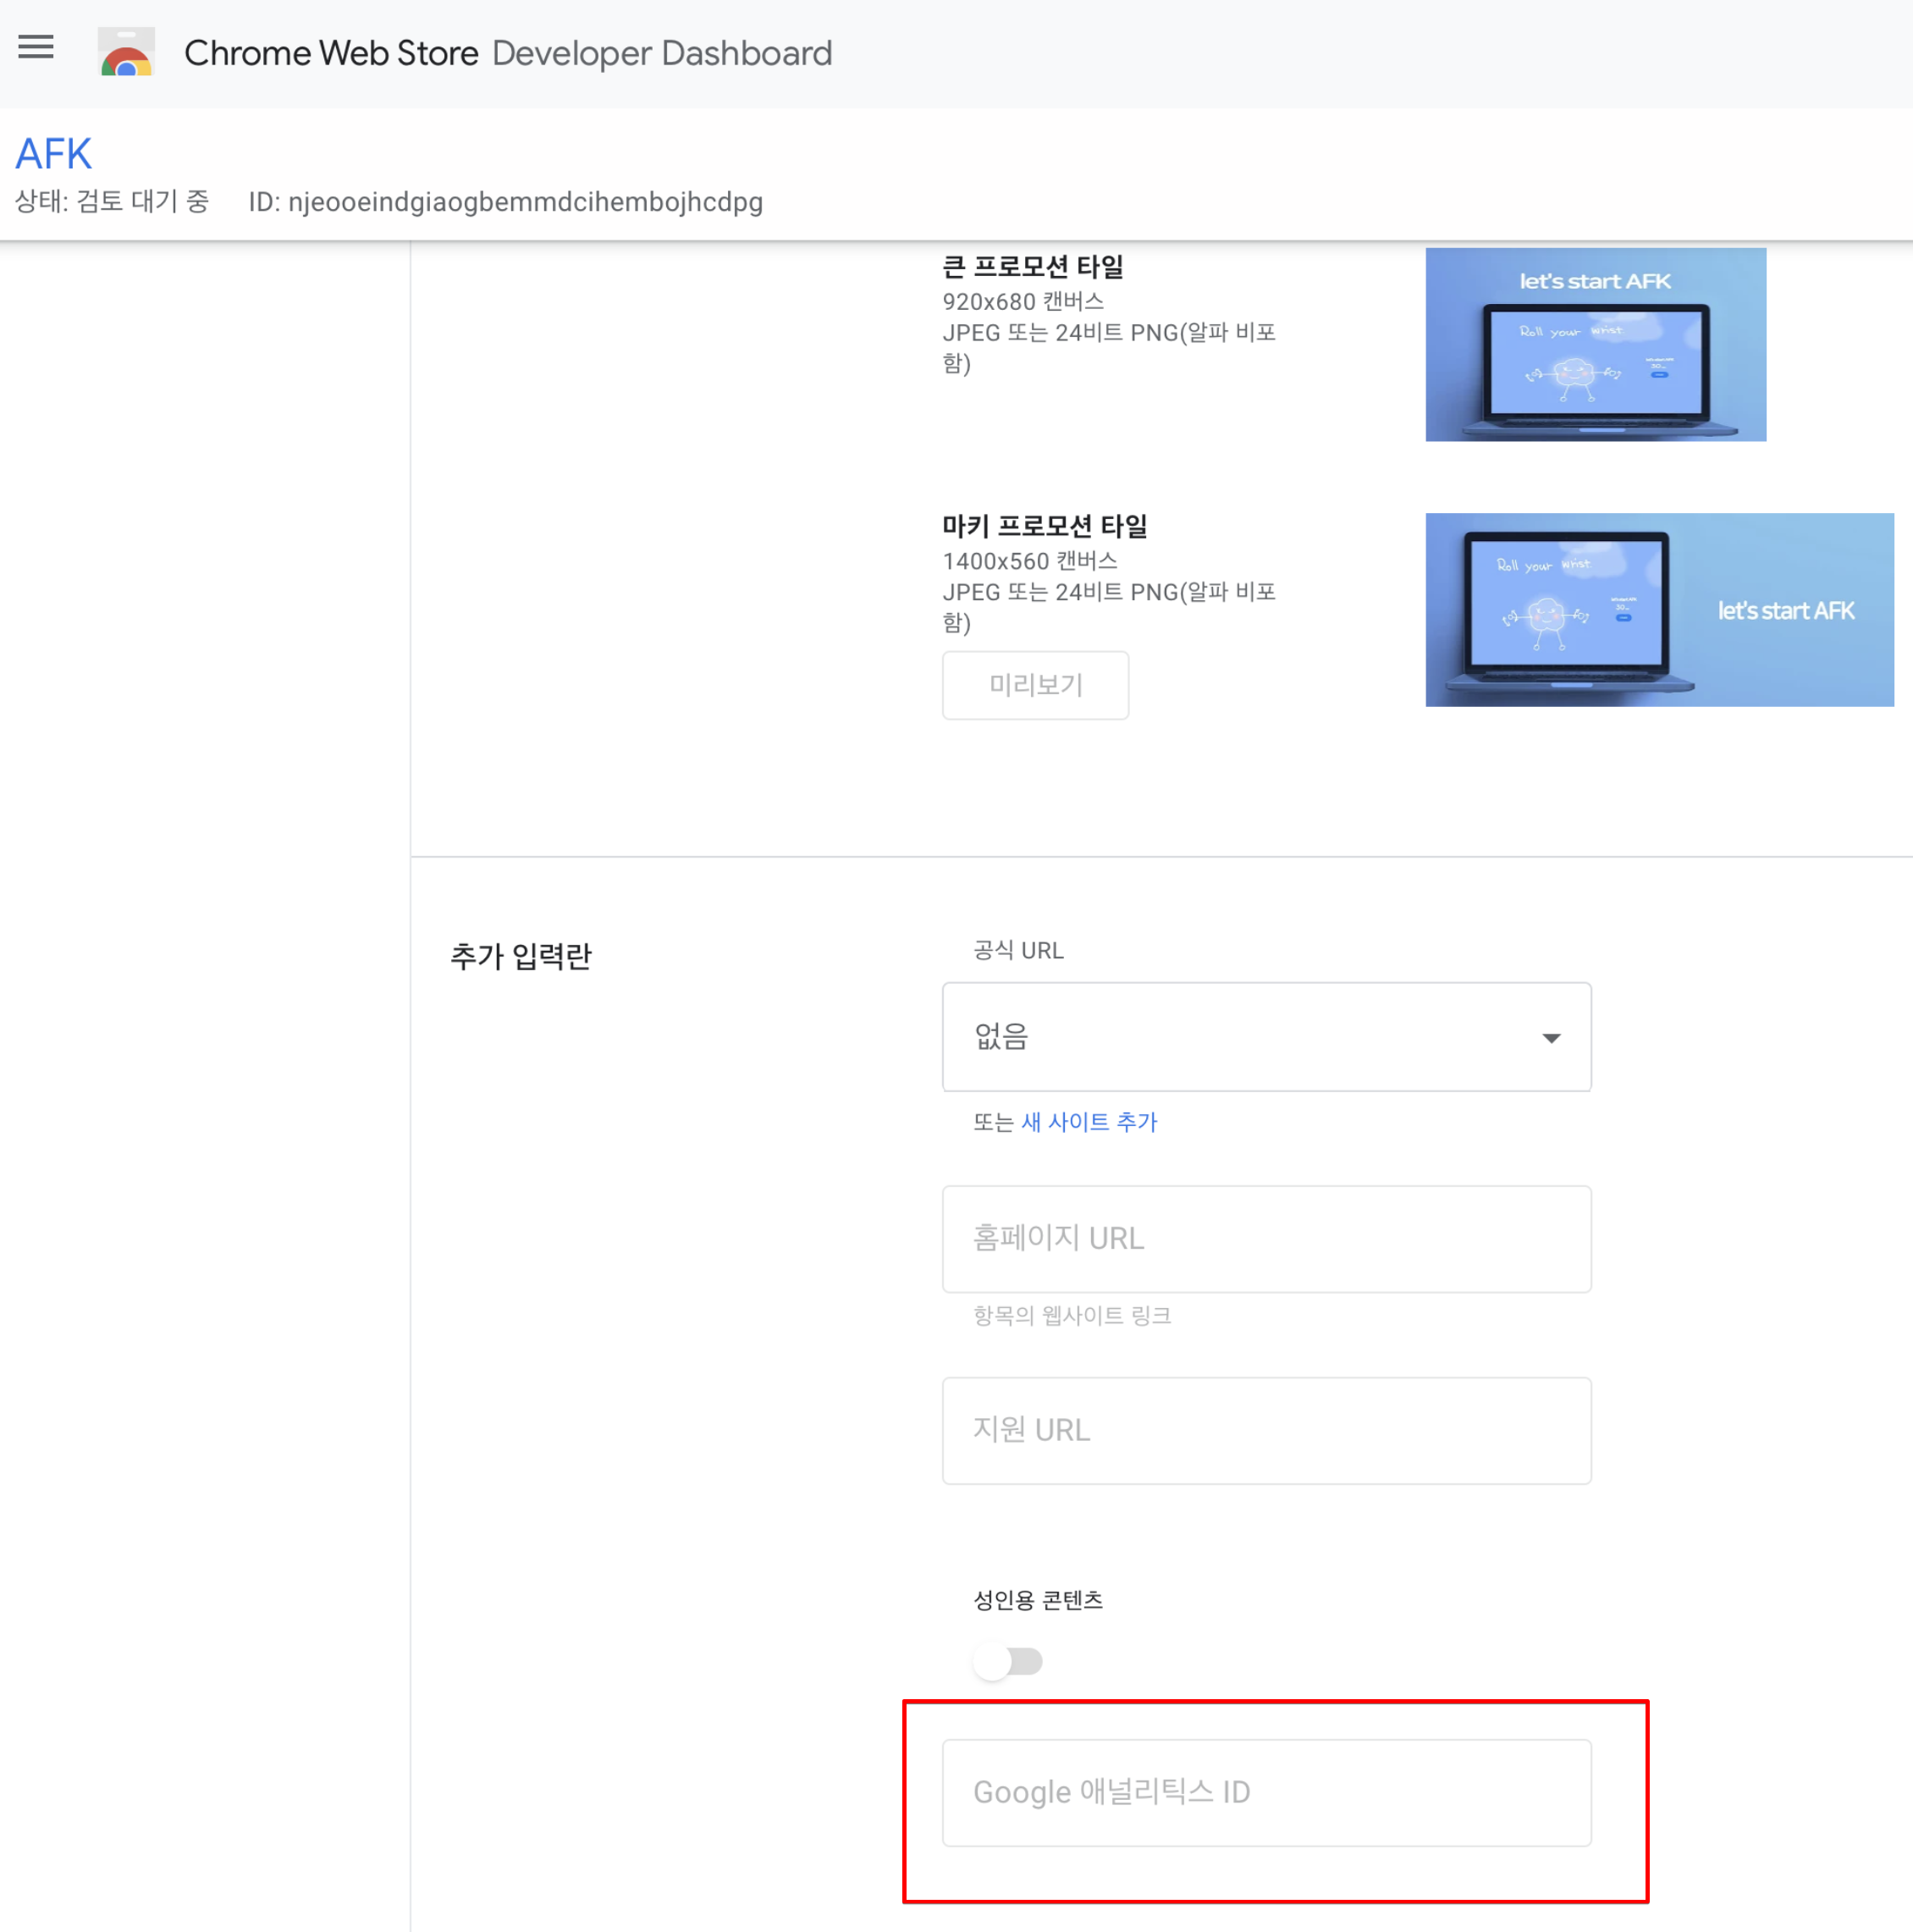 Chrome Web Store Developer Dashboard
AFK
상태: 검토 대기 중 ID: njeooeindgiaogbemmdcihembojhcdpg
큰 프로모션 타일
920x680 캔버스
JPEG 또는 24비트 PNG(알파 비포
함)
let's start AFK
Roll your wrist
마키 프로모션 타일
1400x560 캔버스
JPEG 또는 24비트 PNG(알파 비포
함)
미리보기
Roll your wrist
let's start AFK
추가 입력란
공식 URL
없음
또는 새 사이트 추가
홈페이지 URL
항목의 웹사이트 링크
지원 URL
성인용 콘텐츠
Google 애널리틱스 ID